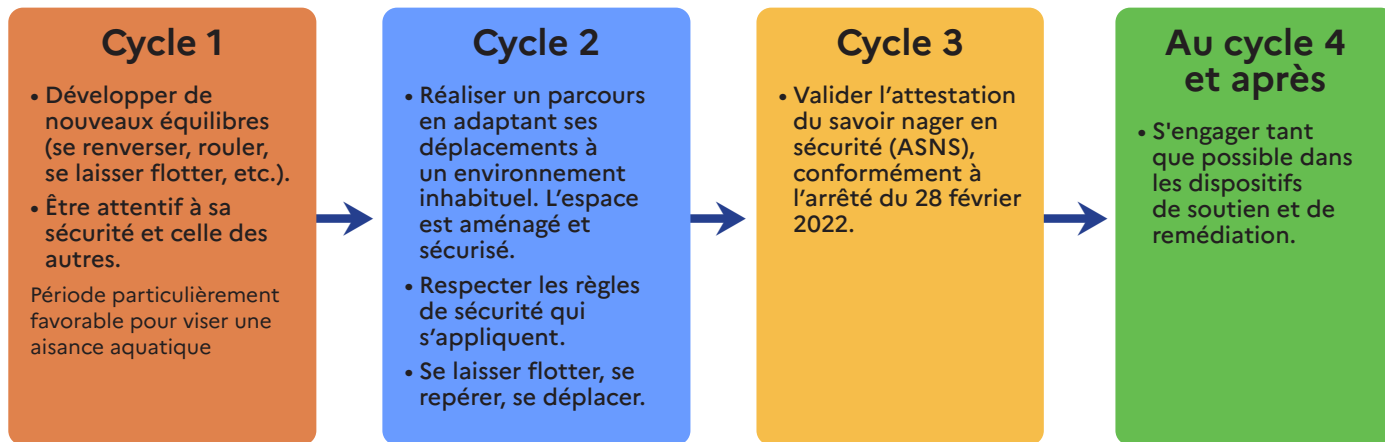 Cycle 1
• Développer de
nouveaux équilibres
(se renverser, rouler,
se laisser flotter, etc.).
• Être attentif à sa
sécurité et celle des
autres.
Période particulièrement
favorable pour viser une
aisance aquatique
Cycle 2
• Réaliser un parcours
en adaptant ses
déplacements à
un environnement
inhabituel. L’espace
est aménagé et
sécurisé.
• Respecter les règles
de sécurité qui
s’appliquent.
• Se laisser flotter, se
repérer, se déplacer.
Cycle 3
• Valider l’attestation
du savoir nager en
sécurité (ASNS),
conformément à
l’arrêté du 28 février
2022.
Au cycle 4
et après
• S'engager tant
que possible dans
les dispositifs
de soutien et de
remédiation.